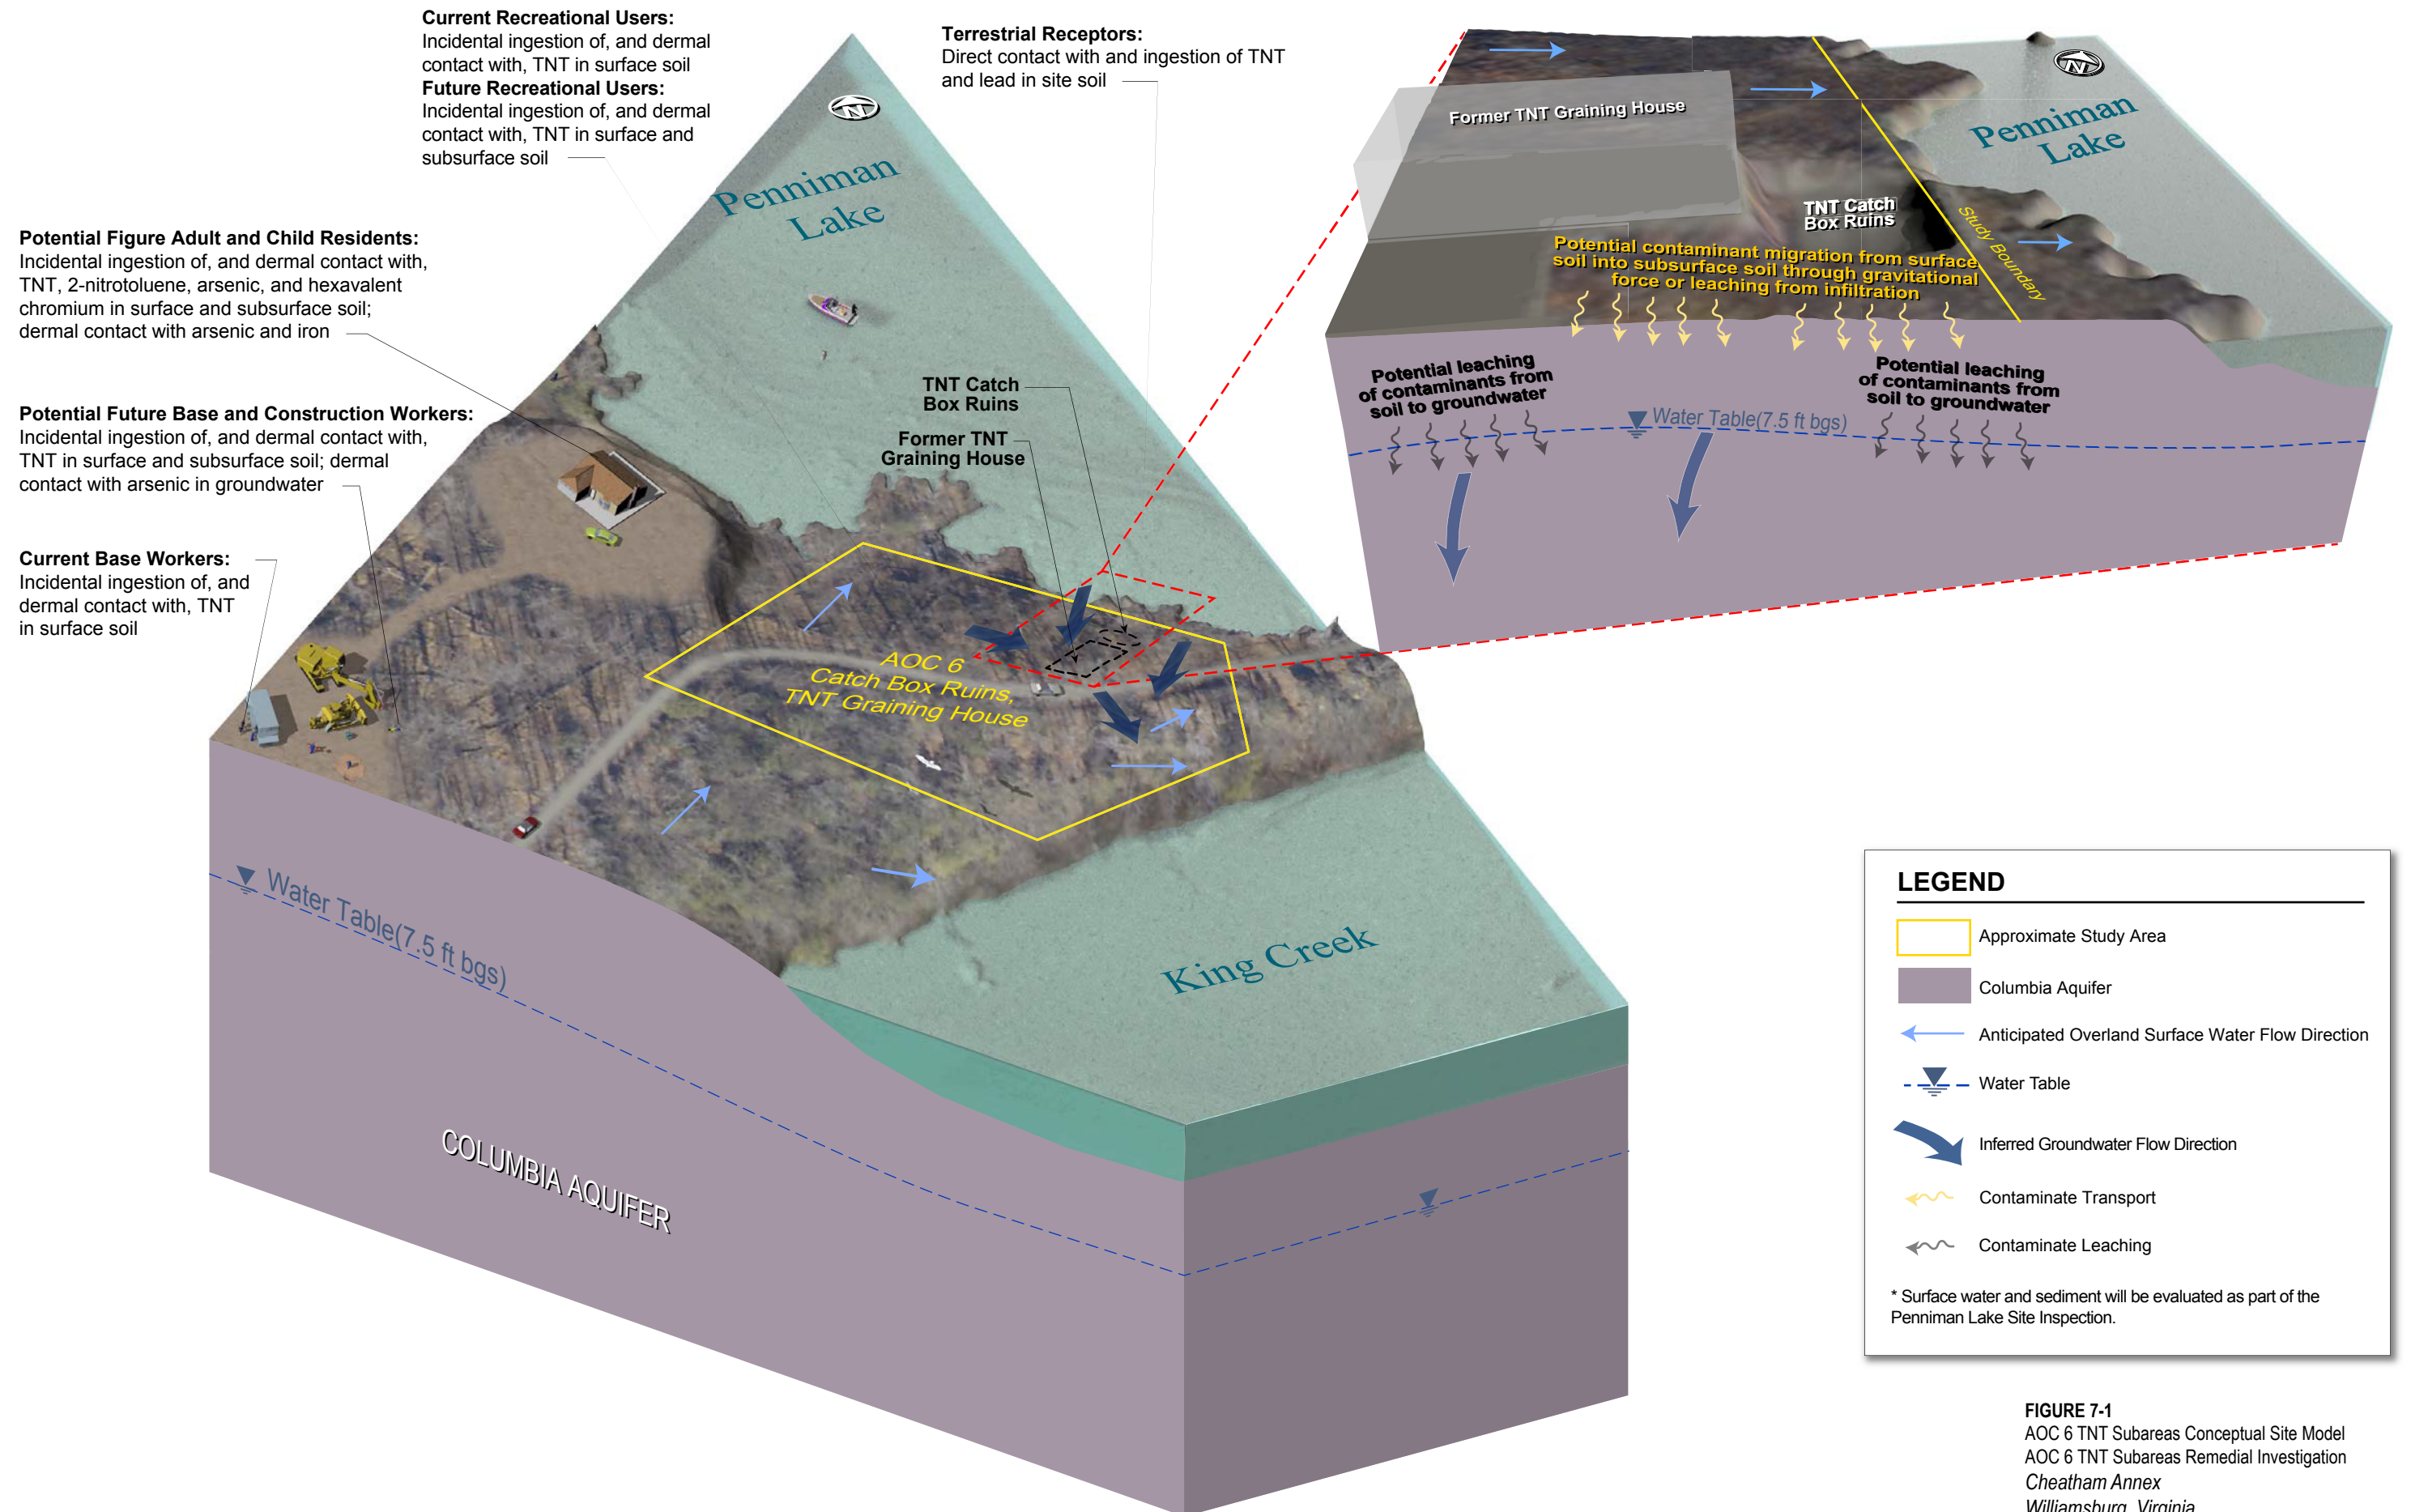 Current Recreational Users:
Incidental ingestion of, and dermal
contact with, TNT in surface soil
Future Recreational Users:
Incidental ingestion of, and dermal
contact with, TNT in surface and
subsurface soil
Terrestrial Receptors:
Direct contact with and ingestion of TNT
and lead in site soil
Potential Figure Adult and Child Residents:
Incidental ingestion of, and dermal contact with,
TNT, 2-nitrotoluene, arsenic, and hexavalent
chromium in surface and subsurface soil;
dermal contact with arsenic and iron
Potential Future Base and Construction Workers:
Incidental ingestion of, and dermal contact with,
TNT in surface and subsurface soil; dermal
contact with arsenic in groundwater
Current Base Workers:
Incidental ingestion of, and
dermal contact with, TNT
in surface soil
N
Penniman
Lake
TNT Catch
Box Ruins
Former TNT
Graining House
AOC 6
Catch Box Ruins,
TNT Graining House
King Creek
Water Table(7.5 ft bgs)
COLUMBIA AQUIFER
N
Former TNT Graining House
Penniman
Lake
TNT Catch
Box Ruins
Study Boundary
Potential contaminant migration from surface
soil into subsurface soil through gravitational
force or leaching from infiltration
Potential leaching
of contaminants from
soil to groundwater
Potential leaching
of contaminants from
soil to groundwater
Water Table(7.5 ft bgs)
LEGEND
Approximate Study Area
Columbia Aquifer
Anticipated Overland Surface Water Flow Direction
Water Table
Inferred Groundwater Flow Direction
Contaminate Transport
Contaminate Leaching
* Surface water and sediment will be evaluated as part of the
Penniman Lake Site Inspection.
FIGURE 7-1
AOC 6 TNT Subareas Conceptual Site Model
AOC 6 TNT Subareas Remedial Investigation
Cheatham Annex
Williamsburg, Virginia